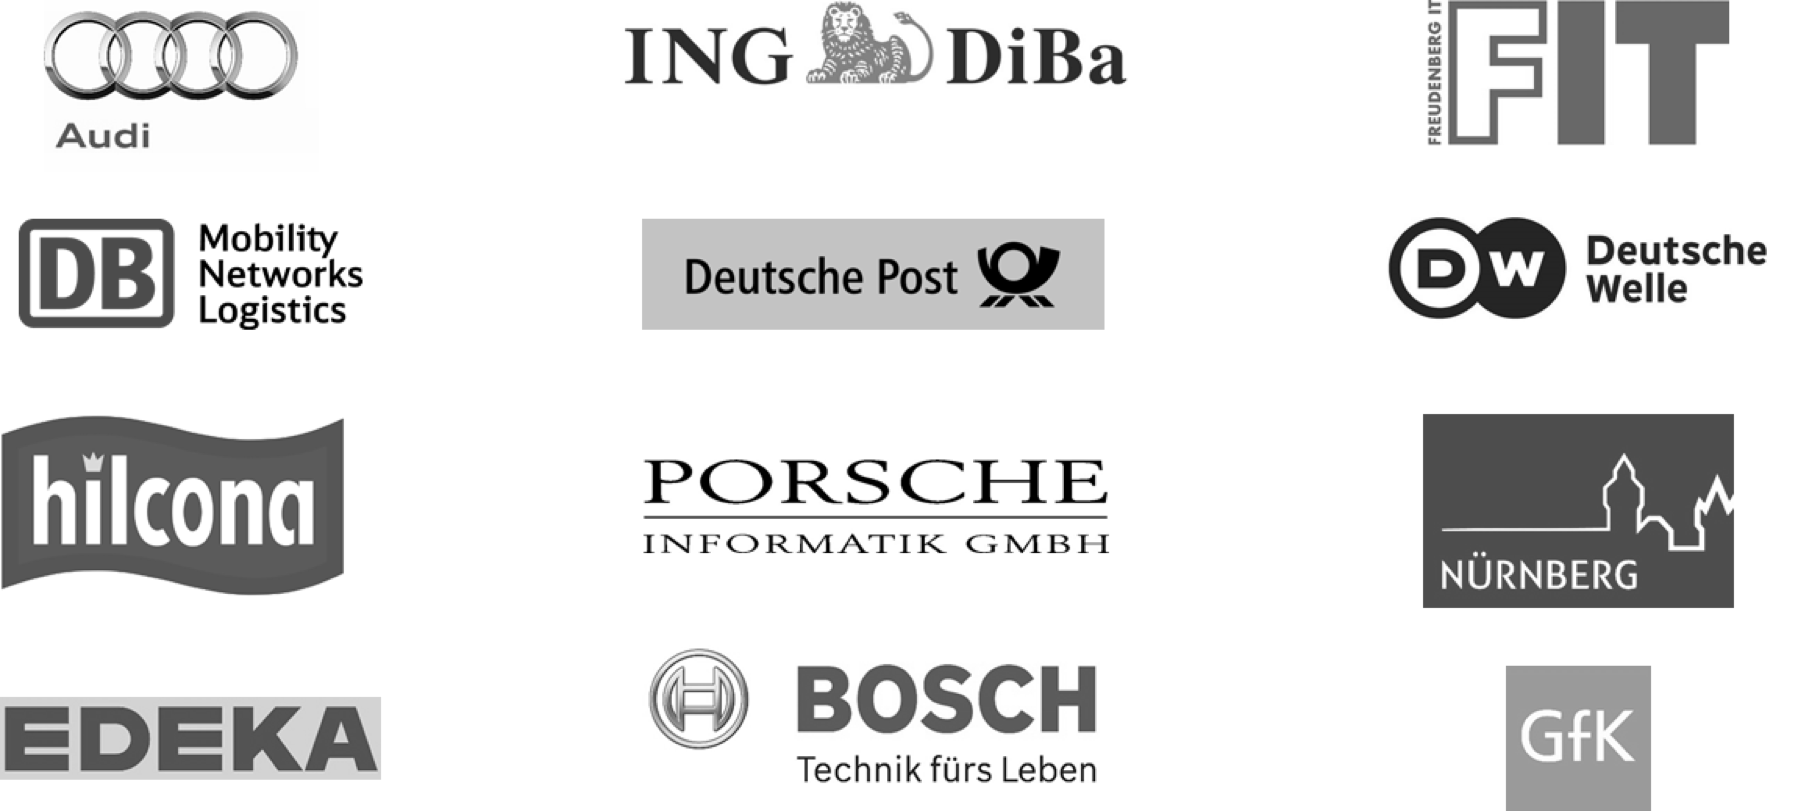 Audi
ING DiBa
FREUDENBERG IT
FIT
DB
Mobility
Networks
Logistics
Deutsche Post
DW
Deutsche
Welle
hilcona
PORSCHE
INFORMATIK GMBH
NÜRNBERG
EDEKA
BOSCH
Technik fürs Leben
GfK